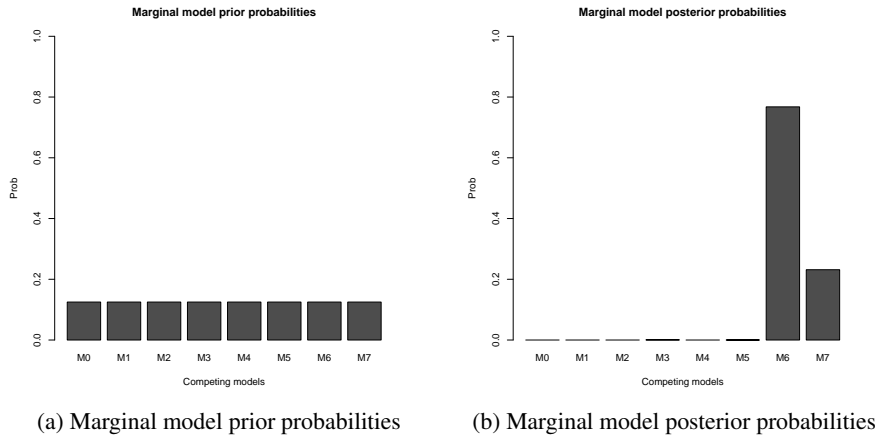 Marginal model prior probabilities
1.0
0.8
0.6
0.4
0.2
0.0
Prob
M0 M1 M2 M3 M4 M5 M6 M7
Competing models
(a) Marginal model prior probabilities
Marginal model posterior probabilities
1.0
0.8
0.6
0.4
0.2
0.0
Prob
M0 M1 M2 M3 M4 M5 M6 M7
Competing models
(b) Marginal model posterior probabilities